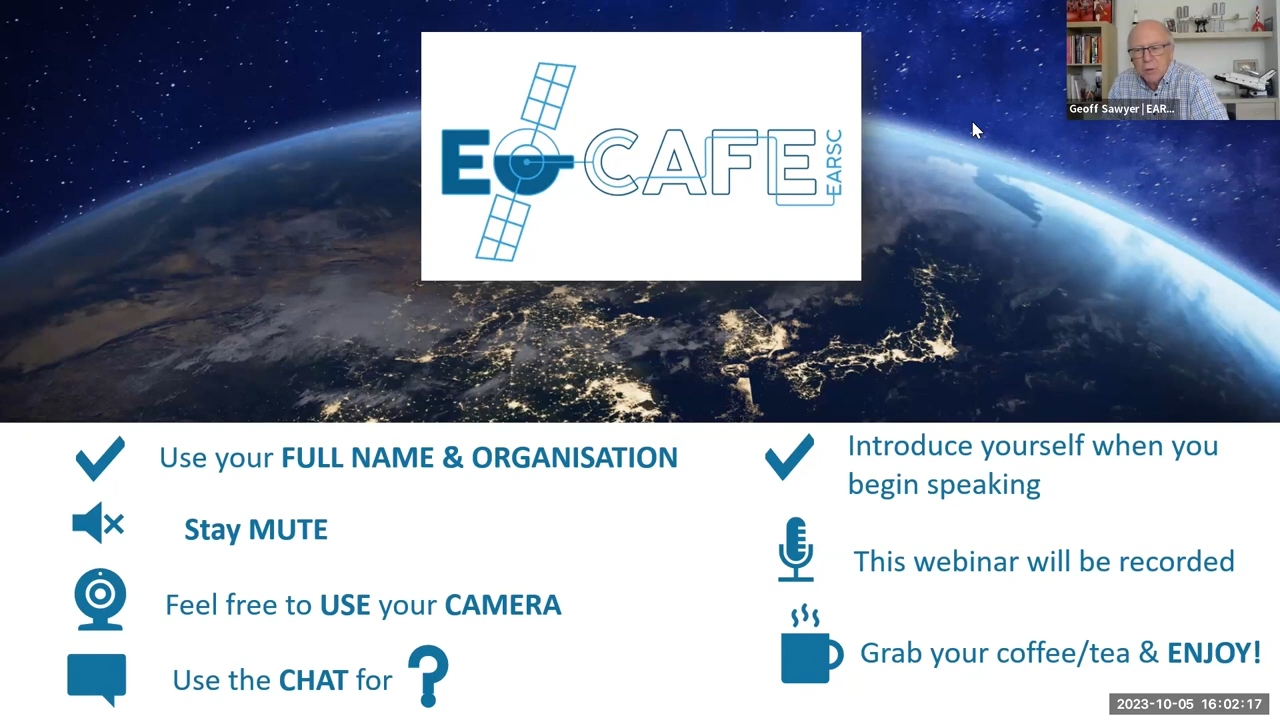 EO CAFE
EARSC
Geoff Sawyer | EAR...
Use your FULL NAME & ORGANISATION
Stay MUTE
Feel free to USE your CAMERA
Use the CHAT for ?
Introduce yourself when you
begin speaking
This webinar will be recorded
Grab your coffee/tea & ENJOY!
2023-10-05 16:02:17